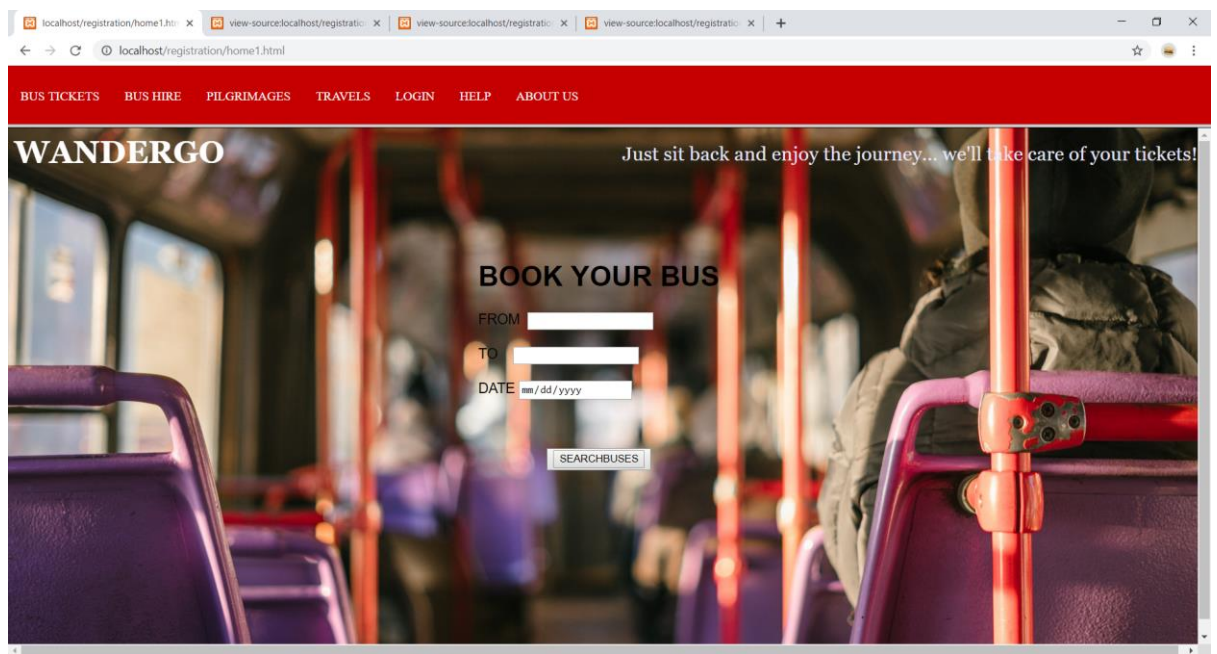 localhost/registration/home1.htm
view-source:localhost/registratio
view-source:localhost/registratio
view-source:localhost/registratio
localhost/registration/home1.html
BUS TICKETS BUS HIRE PILGRIMAGES TRAVELS LOGIN HELP ABOUT US
WANDERGO
Just sit back and enjoy the journey... we'll take care of your tickets!
BOOK YOUR BUS
FROM
TO
DATE mm/dd/yyyy
SEARCHBUSES